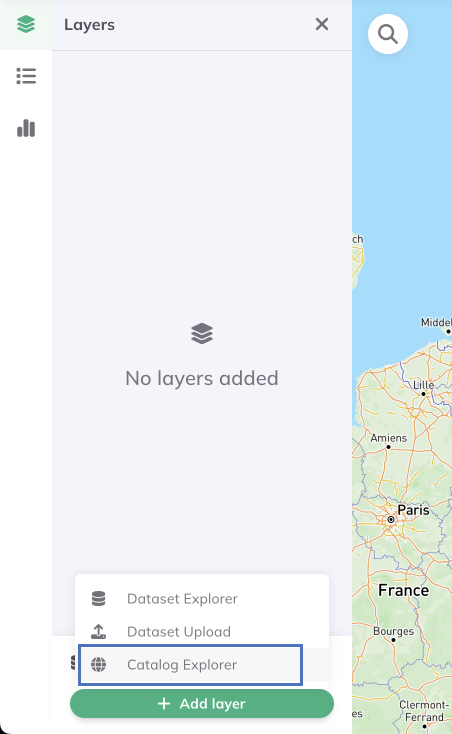 Layers
ch
Middel
No layers added
Lille
Amiens
Paris
France
Dataset Explorer
Dataset Upload
Bourges
Catalog Explorer
+ Add layer
Clermont-
Ferrand